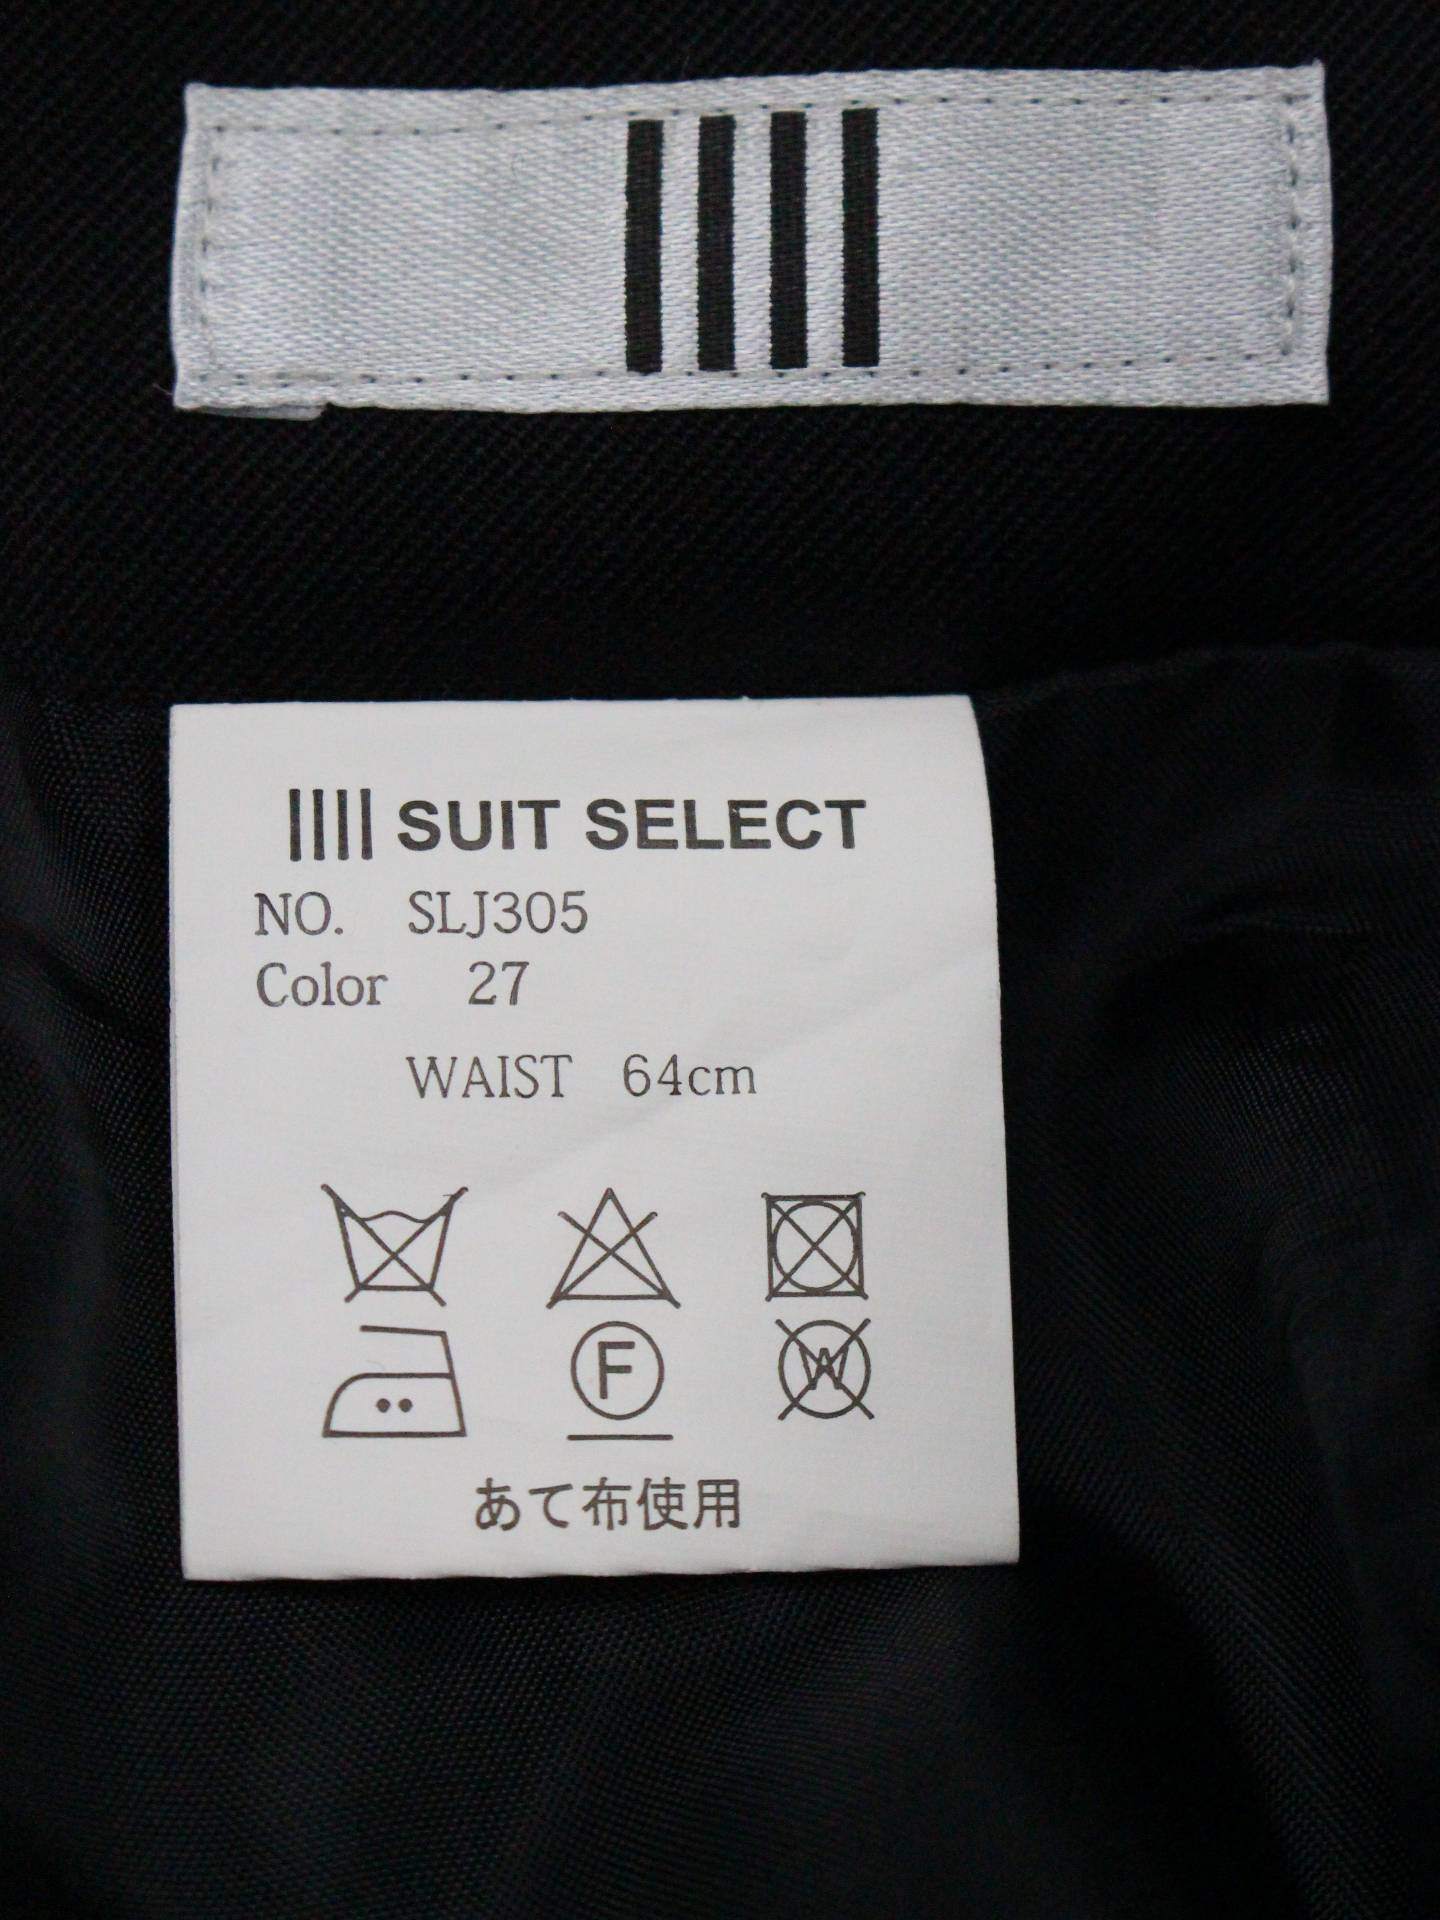 SUIT SELECT
NO. SLJ305
Color 27
WAIST 64cm
F
W
あて布使用